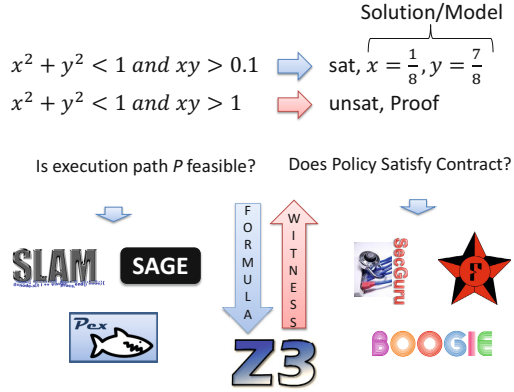 Solution/Model
x² + y² < 1 and xy > 0.1
sat, x = 1/8, y = 7/8
x² + y² < 1 and xy > 1
unsat, Proof
Is execution path P feasible?
Does Policy Satisfy Contract?
FORMULA
WITNESS
SLAM
SAGE
SecGuru
F
Pex
BOOGIE
Z3